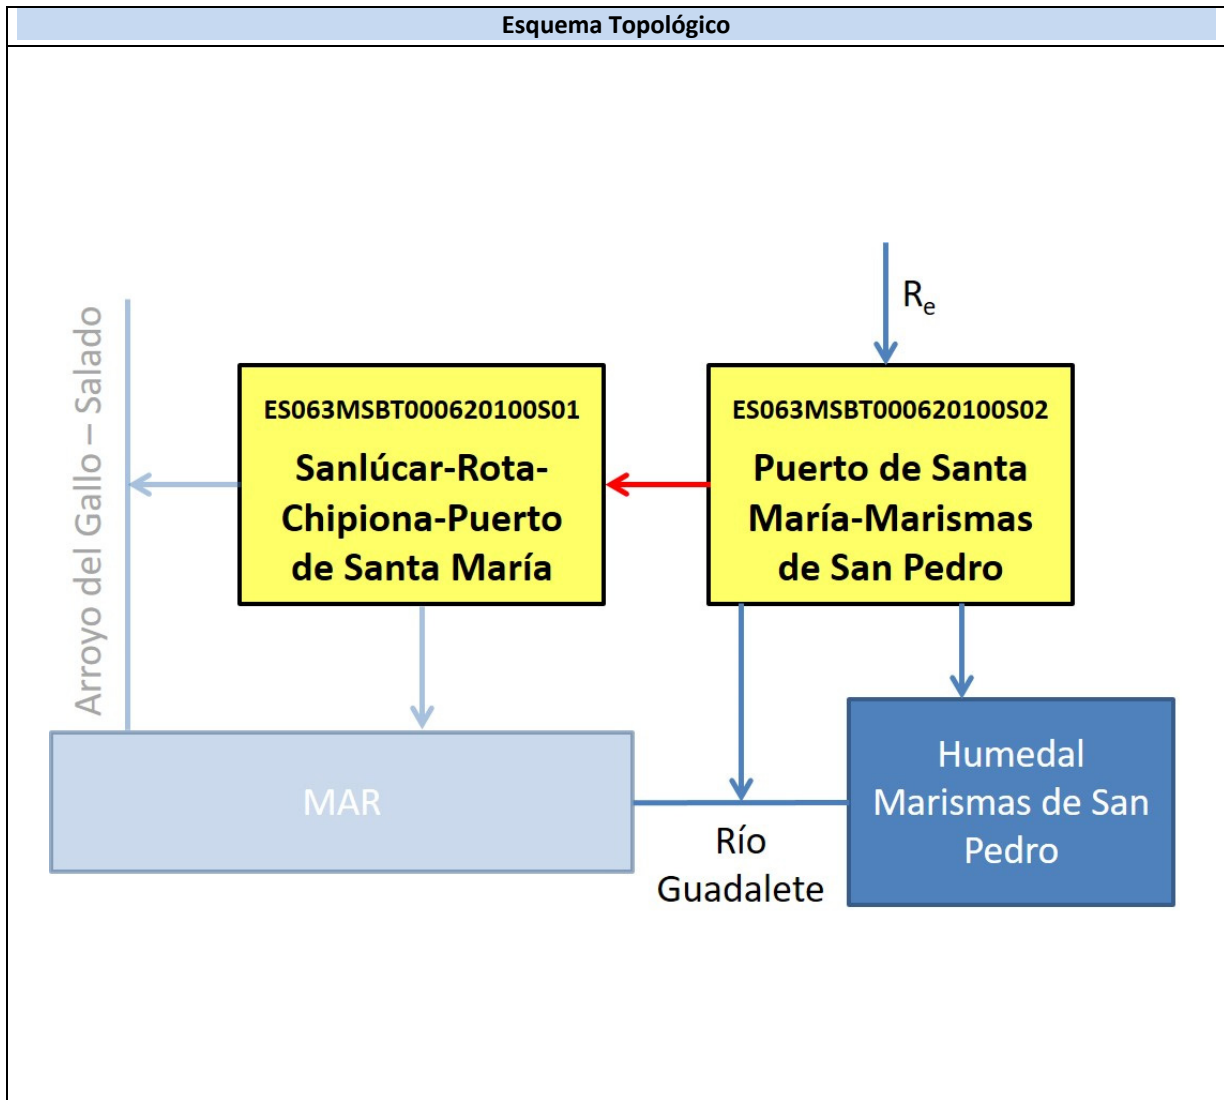 Esquema Topológico
R_e
Arroyo del Gallo – Salado
ES063MSBT000620100S01
Sanlúcar-Rota-
Chipiona-Puerto
de Santa María
ES063MSBT000620100S02
Puerto de Santa
María-Marismas
de San Pedro
MAR
Río
Guadalete
Humedal
Marismas de San
Pedro